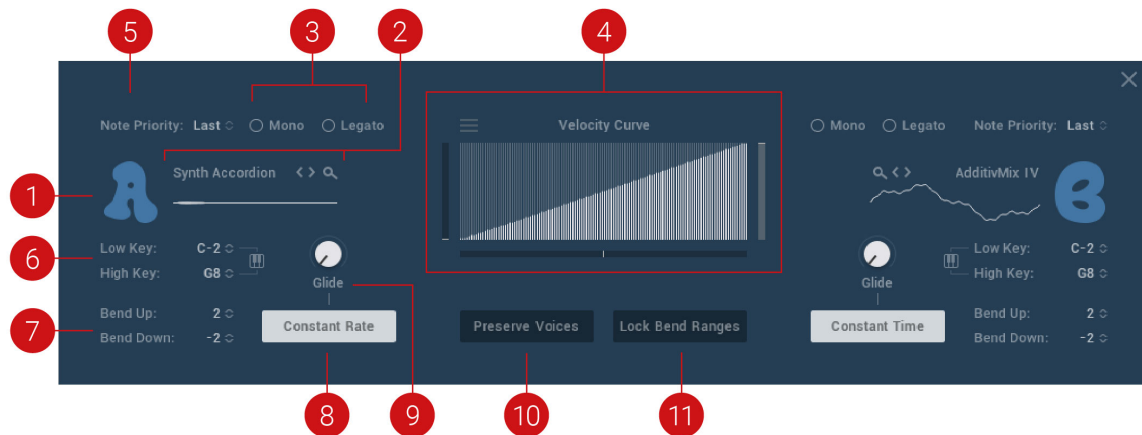 5 3 2 4
Note Priority: Last Mono Legato Velocity Curve Mono Legato Note Priority: Last
1 A Synth Accordion AdditivMix IV B
6 Low Key: C-2 Low Key: C-2
High Key: G8 Glide Glide High Key: G8
7 Bend Up: 2 Constant Rate Preserve Voices Lock Bend Ranges Constant Time Bend Up: 2
Bend Down: -2 Bend Down: -2
8 9 10 11